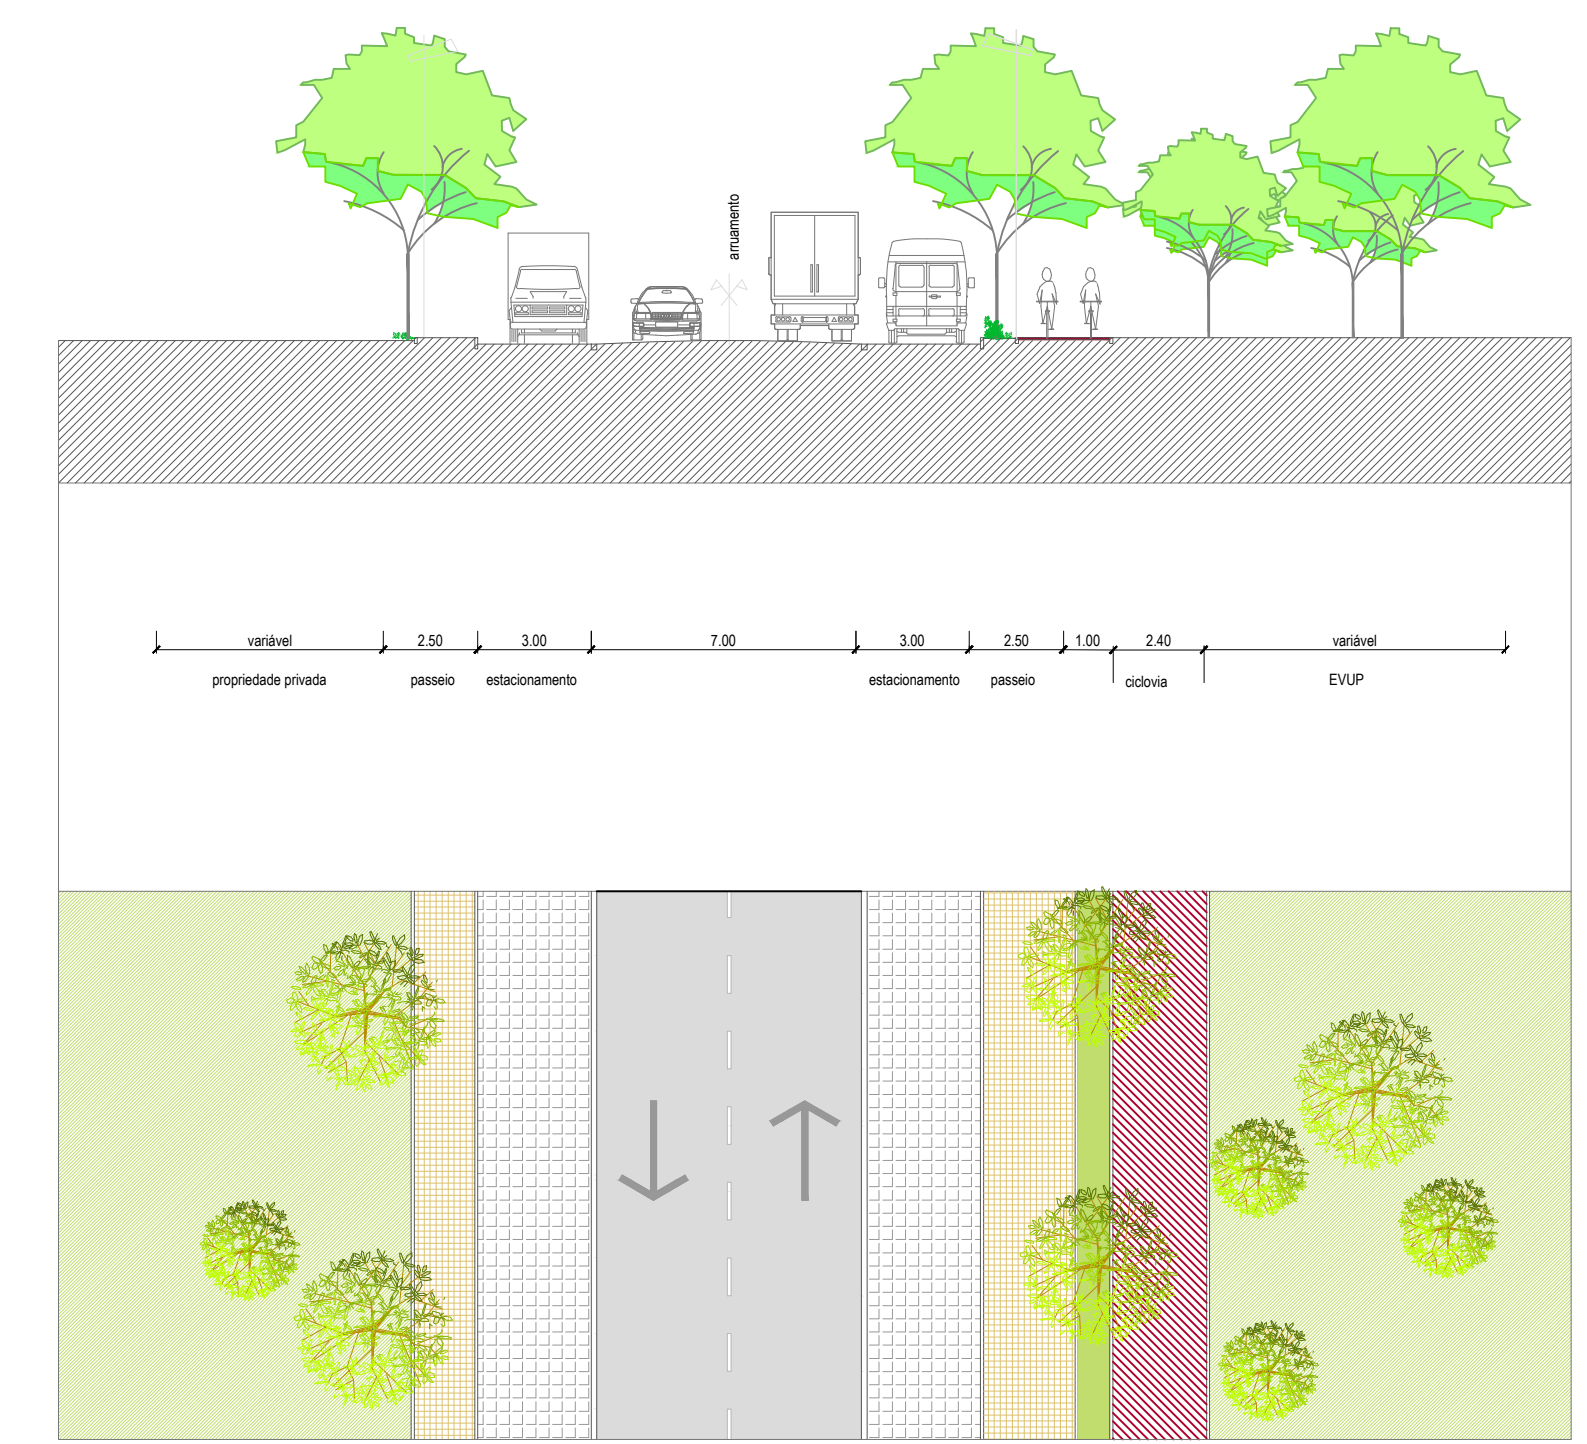 arruamento
variável 2.50 3.00 7.00 3.00 2.50 1.00 2.40 variável
propriedade privada passeio estacionamento estacionamento passeio ciclovia EVUP